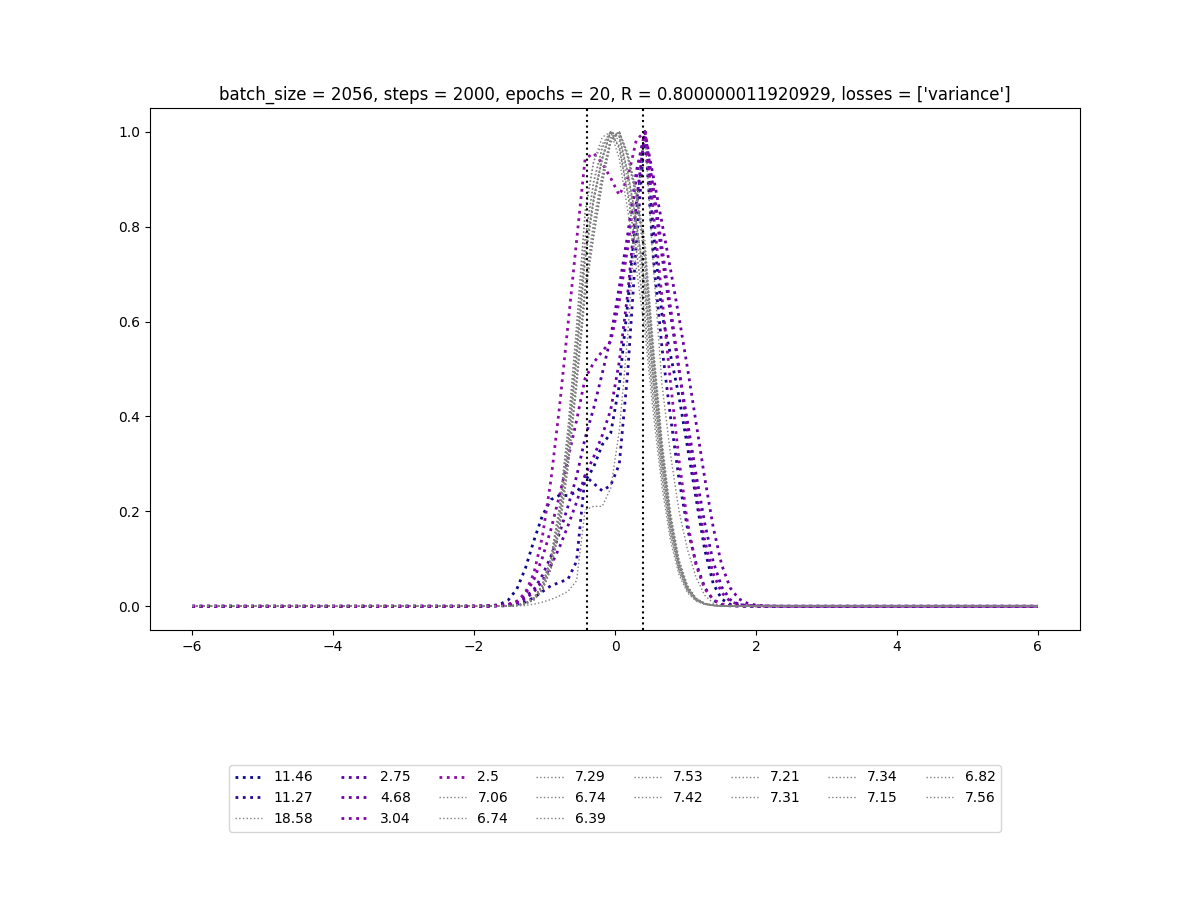 batch_size = 2056, steps = 2000, epochs = 20, R = 0.800000011920929, losses = ['variance']
1.0
0.8
0.6
0.4
0.2
0.0
−6 −4 −2 0 2 4 6
11.46 2.75 2.5 7.29 7.53 7.21 7.34 6.82
11.27 4.68 7.06 6.74 7.42 7.31 7.15 7.56
18.58 3.04 6.74 6.39